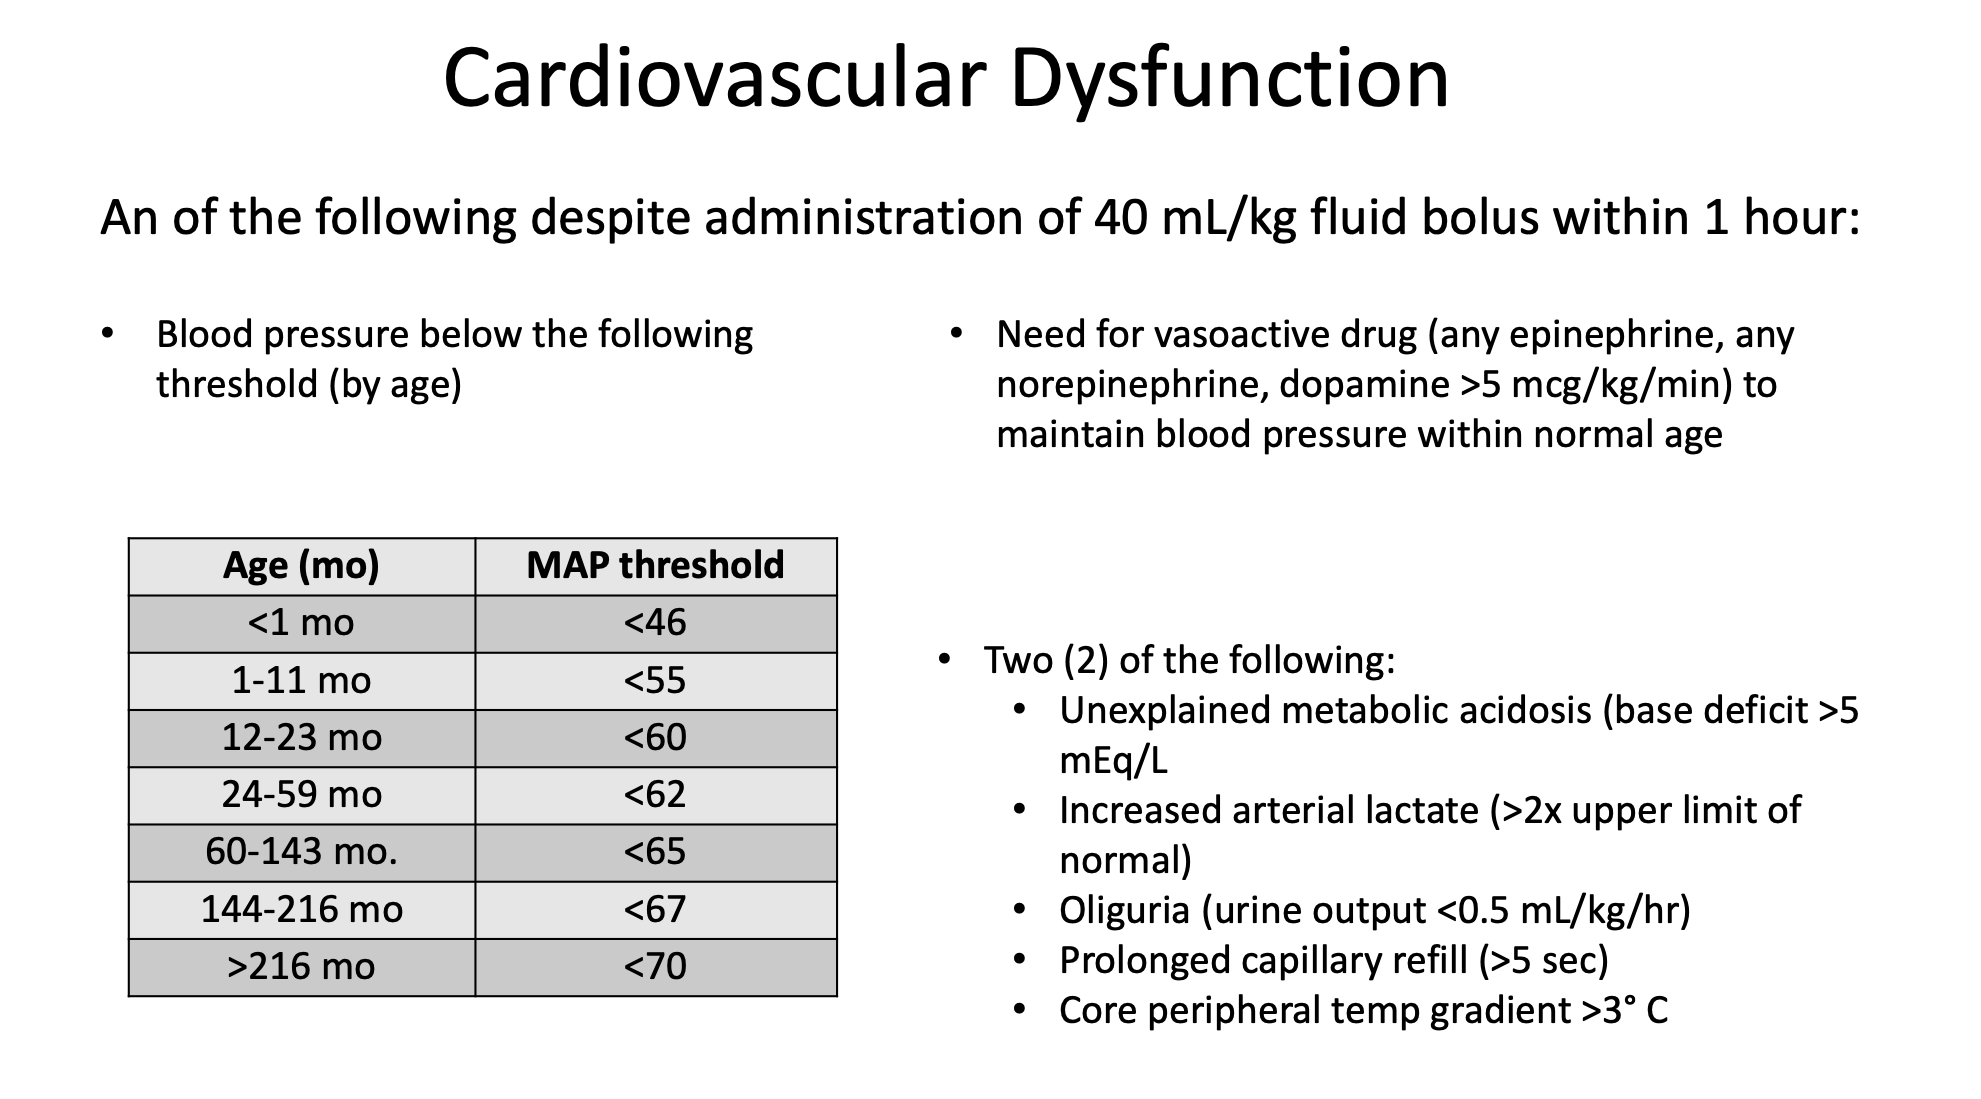 Cardiovascular Dysfunction
An of the following despite administration of 40 mL/kg fluid bolus within 1 hour:
• Blood pressure below the following
threshold (by age)
Age (mo) MAP threshold
<1 mo <46
1-11 mo <55
12-23 mo <60
24-59 mo <62
60-143 mo. <65
144-216 mo <67
>216 mo <70
• Need for vasoactive drug (any epinephrine, any
norepinephrine, dopamine >5 mcg/kg/min) to
maintain blood pressure within normal age
• Two (2) of the following:
• Unexplained metabolic acidosis (base deficit >5
mEq/L
• Increased arterial lactate (>2x upper limit of
normal)
• Oliguria (urine output <0.5 mL/kg/hr)
• Prolonged capillary refill (>5 sec)
• Core peripheral temp gradient >3° C